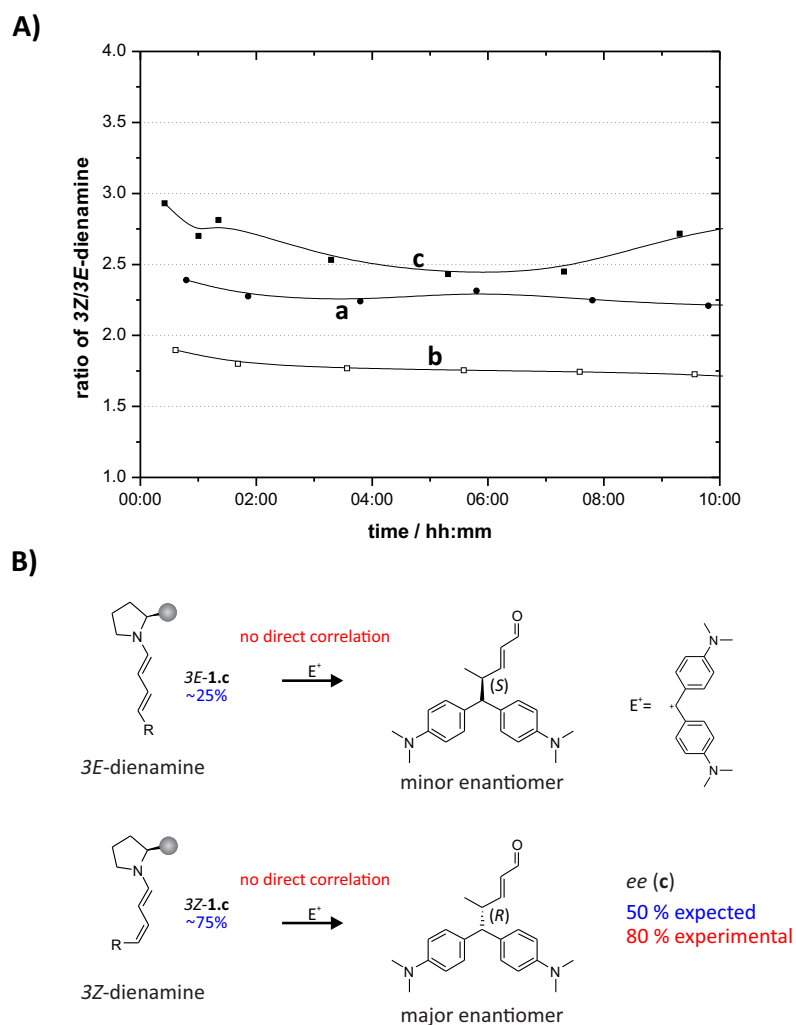 A)
ratio of 3Z/3E-dienamine
4.0
3.5
3.0
2.5
2.0
1.5
1.0
c
a
b
00:00 02:00 04:00 06:00 08:00 10:00
time / hh:mm
B)
N
R
3E-1.c
~25%
3E-dienamine
no direct correlation
E+
O
(S)
N N
minor enantiomer
E+=
N
+
N
N
R
3Z-1.c
~75%
3Z-dienamine
no direct correlation
E+
O
(R)
N N
major enantiomer
ee (c)
50 % expected
80 % experimental